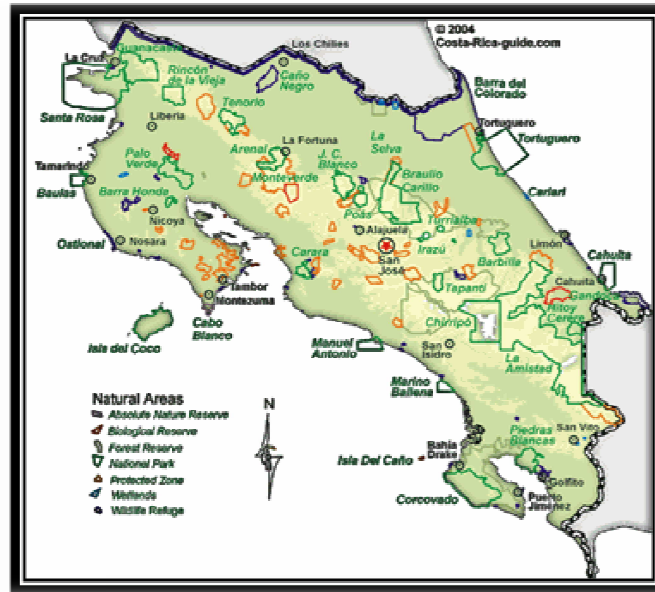 © 2004
Costa-Rica-guide.com
Guanacaste
La Cruz
Los Chilies
Rincón
de la Vieja
Caño
Negro
Barra del
Colorado
Santa Rosa
Tenorio
Liberia
Tortuguero
Tortuguero
La Fortuna
La
Selva
Arenal
J. C.
Blanco
Palo
Verde
Tamarindo
Monteverde
Braulio
Carillo
Baulas
Barra Honda
Cariari
Poás
Nicoya
Turrialba
Alajuela
Ostional
Nosara
Irazú
Limón
Carara
San
José
Barbilla
Cahuita
Tambor
Tapantí
Cahuita
Montezuma
Gandoca
Hitoy
Cerere
Cabo
Blanco
Chirripó
Isla del Coco
Manuel
Antonio
San
Isidro
La
Amistad
Marino
Ballena
Natural Areas
N
Absolute Nature Reserve
Biological Reserve
Forest Reserve
National Park
Protected Zone
Wetlands
Wildlife Refuge
Piedras
Blancas
San Vito
Bahía
Drake
Isla Del Caño
Golfito
Corcovado
Puerto
Jiménez